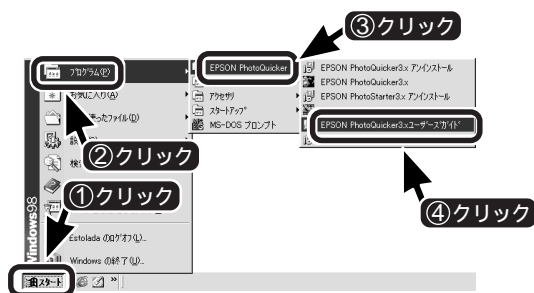 ③クリック
EPSON PhotoQuicker
EPSON PhotoQuicker3.x アンインストール
プログラム(P)
EPSON PhotoQuicker3.x
お気に入り(A)
アクセサリ
EPSON PhotoStarter3.x アンインストール
スタートアップ
ったファイル(D)
MS-DOS プロンプト
EPSON PhotoQuicker3.xユーザーズガイド
②クリック
検
①クリック
④クリック
Estolada のログオフ(L)...
Windows の終了(U)...
Windows98
スタート